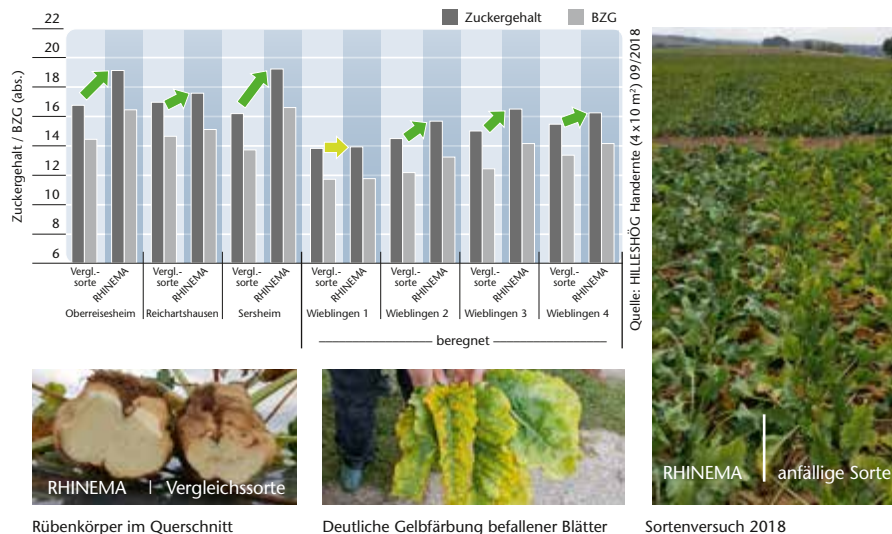 Zuckergehalt BZG
Zuckergehalt / BZG (abs.)
22
20
18
16
14
12
10
8
6
Vergl.-
sorte
RHINEMA
Vergl.-
sorte
RHINEMA
Vergl.-
sorte
RHINEMA
Vergl.-
sorte
RHINEMA
Vergl.-
sorte
RHINEMA
Vergl.-
sorte
RHINEMA
Vergl.-
sorte
RHINEMA
Oberreisesheim Reichartshausen Sersheim Wieblingen 1 Wieblingen 2 Wieblingen 3 Wieblingen 4
beregnet
Quelle: HILLESHÖG Handernte (4 x 10 m²) 09/2018
RHINEMA | Vergleichssorte
Rübenkörper im Querschnitt
Deutliche Gelbfärbung befallener Blätter
RHINEMA | anfällige Sorte
Sortenversuch 2018